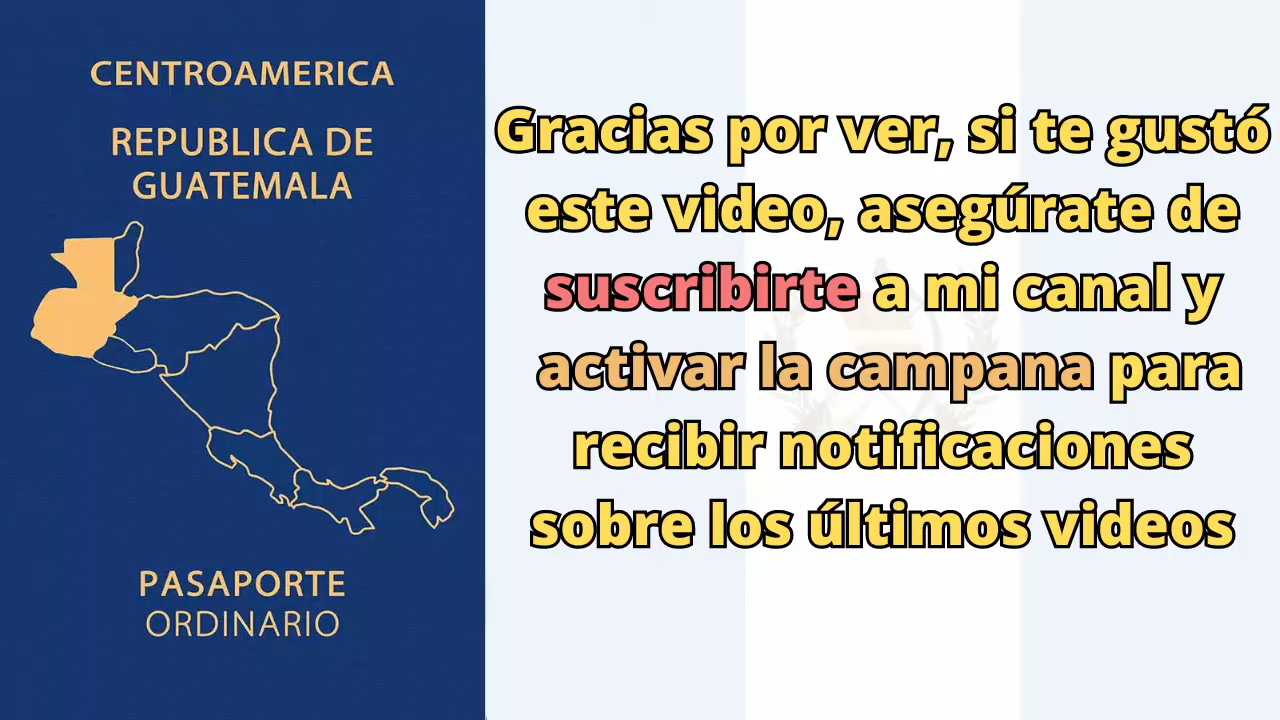 CENTROAMERICA
REPUBLICA DE
GUATEMALA
PASAPORTE
ORDINARIO
Gracias por ver, si te gustó
este video, asegúrate de
suscribirte a mi canal y
activar la campana para
recibir notificaciones
sobre los últimos videos